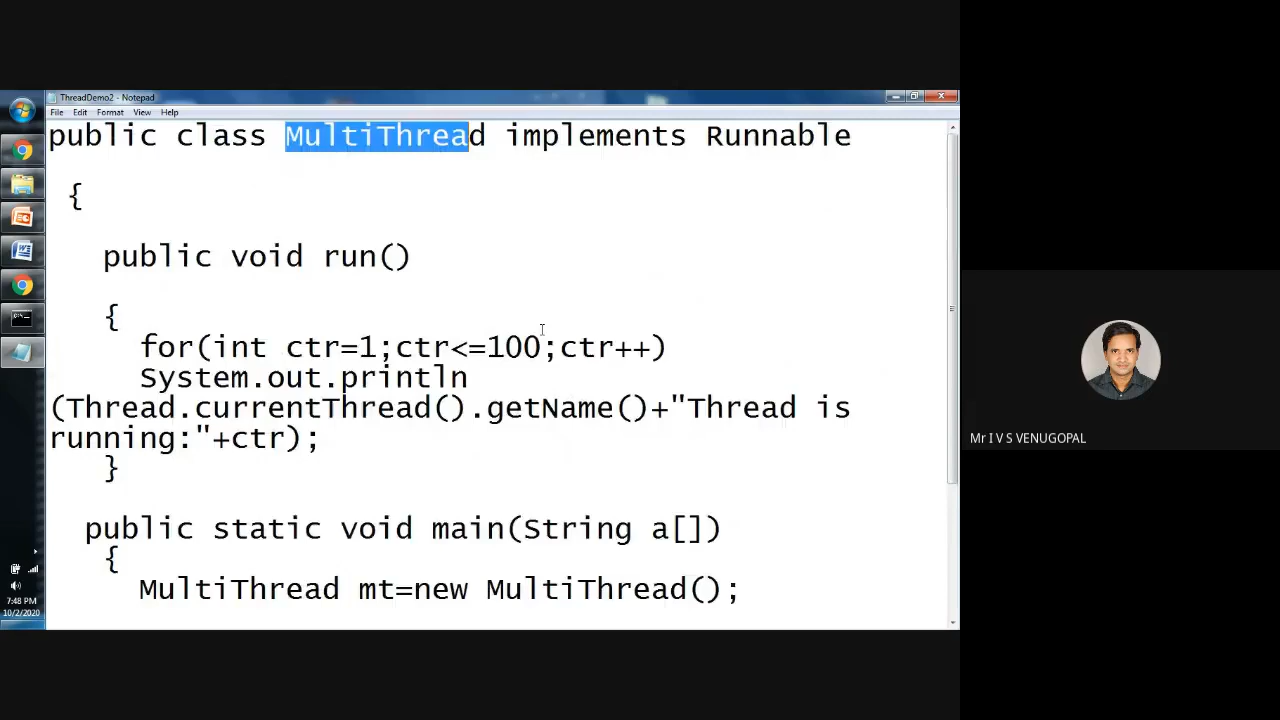 ThreadDemo2 - Notepad
File Edit Format View Help
public class MultiThread implements Runnable
{
public void run()
{
for(int ctr=1;ctr<=100;ctr++)
System.out.println
(Thread.currentThread().getName()+"Thread is
running:"+ctr);
}
public static void main(String a[])
{
MultiThread mt=new MultiThread();
7:48 PM
10/2/2020
Mr I V S VENUGOPAL